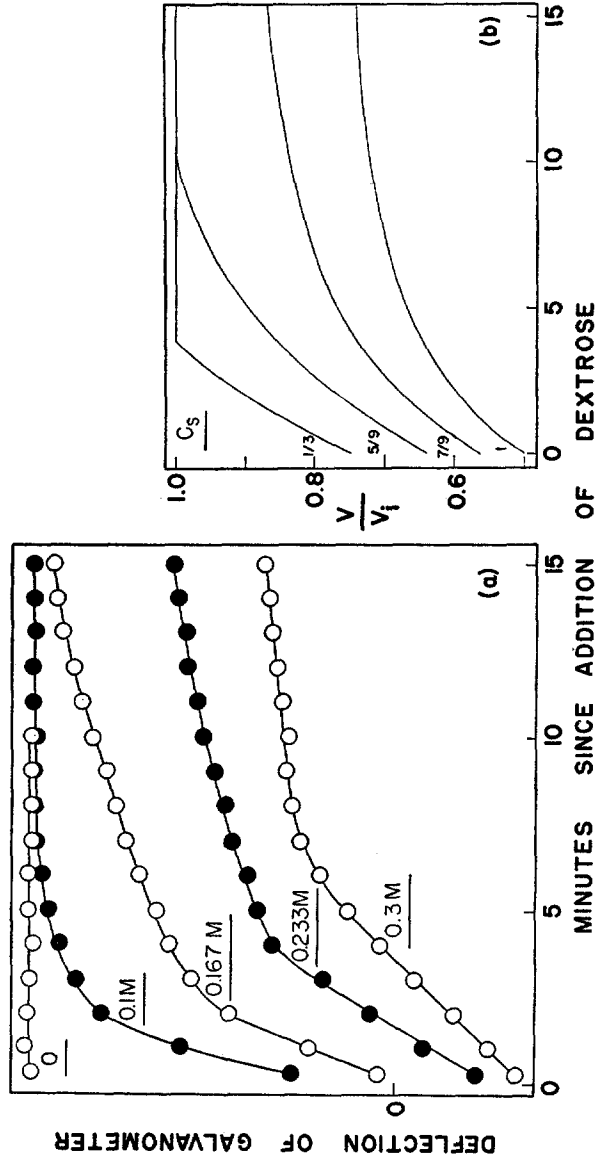 DEFLECTION OF GALVANOMETER
0
0
0.1M
0.167 M
0.233M
0.3 M
(a)
0
5
10
15
V
Vi
1.0
0.8
0.6
Cs
1/3
5/9
7/9
1
(b)
0
5
10
15
MINUTES SINCE ADDITION OF DEXTROSE